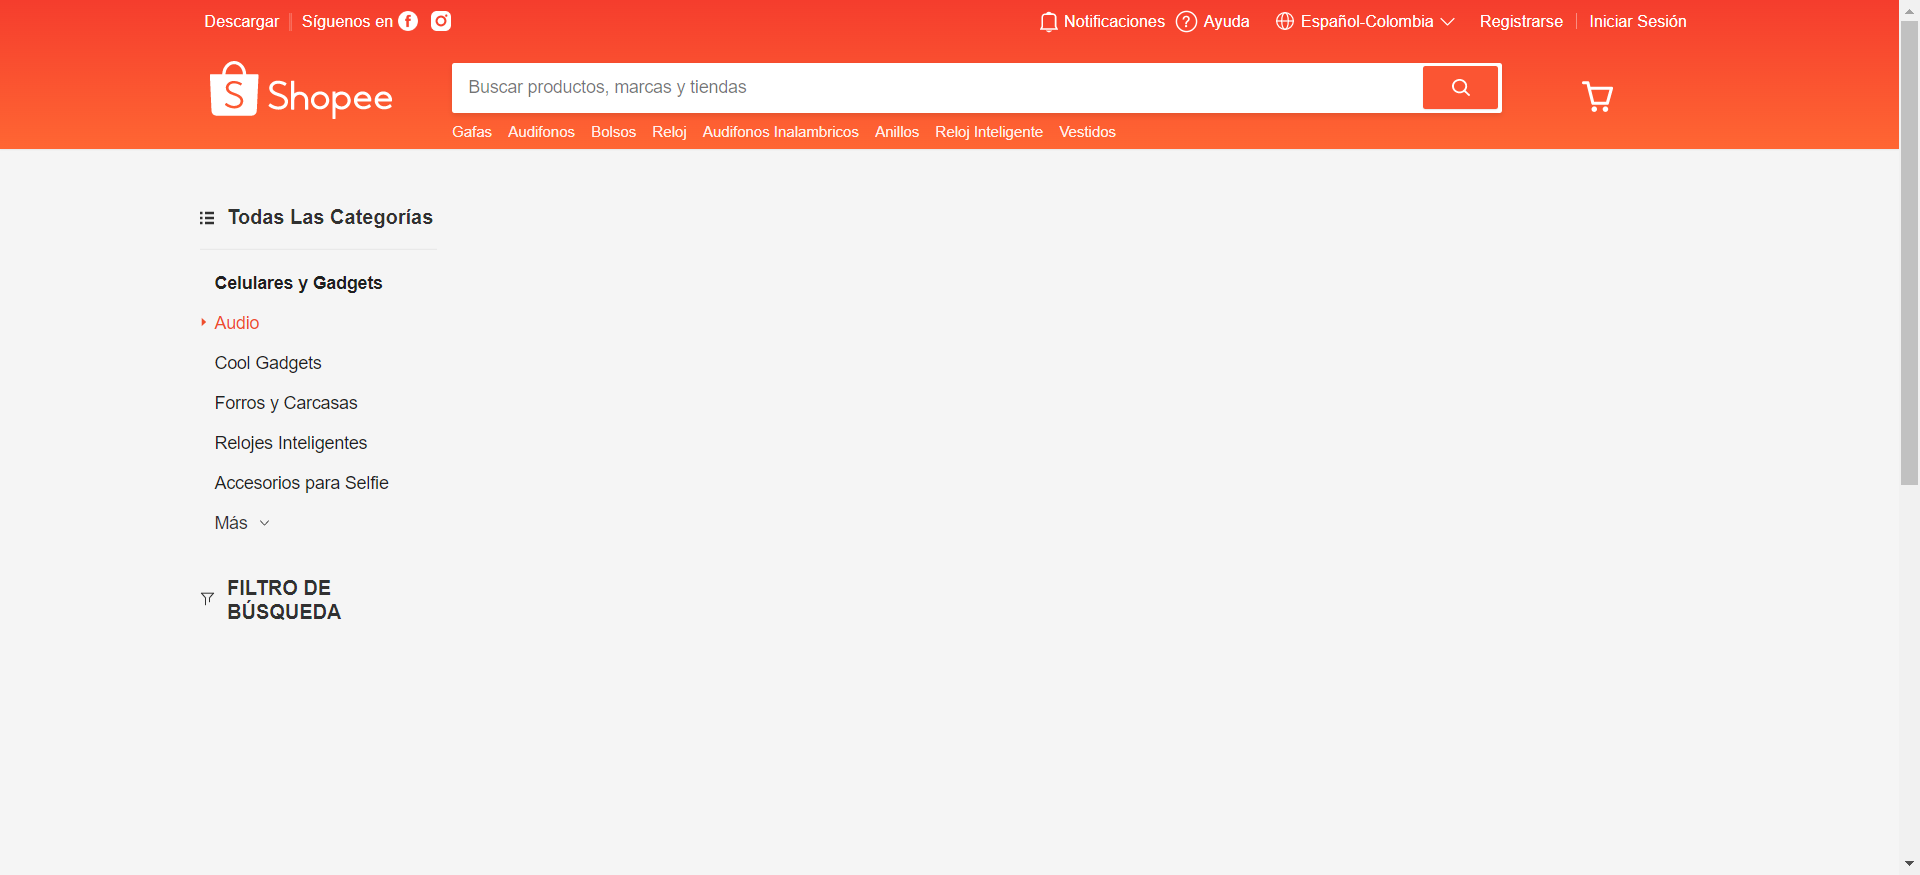 Descargar Síguenos en Notificaciones Ayuda Español-Colombia Registrarse Iniciar Sesión
Shopee Buscar productos, marcas y tiendas
Gafas Audifonos Bolsos Reloj Audifonos Inalambricos Anillos Reloj Inteligente Vestidos
Todas Las Categorías
Celulares y Gadgets
Audio
Cool Gadgets
Forros y Carcasas
Relojes Inteligentes
Accesorios para Selfie
Más
FILTRO DE
BÚSQUEDA